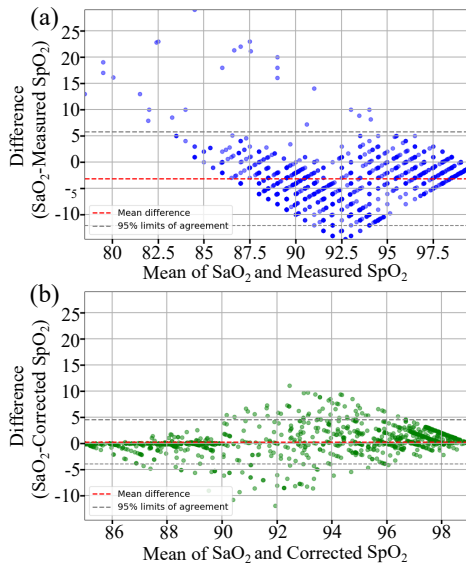 (a)
Difference
(SaO₂-Measured SpO₂)
25
20
15
10
5
0
-5
-10
Mean difference
95% limits of agreement
80 82.5 85 87.5 90 92.5 95 97.5
Mean of SaO₂ and Measured SpO₂
(b)
Difference
(SaO₂-Corrected SpO₂)
25
20
15
10
5
0
-5
-10
Mean difference
95% limits of agreement
86 88 90 92 94 96 98
Mean of SaO₂ and Corrected SpO₂